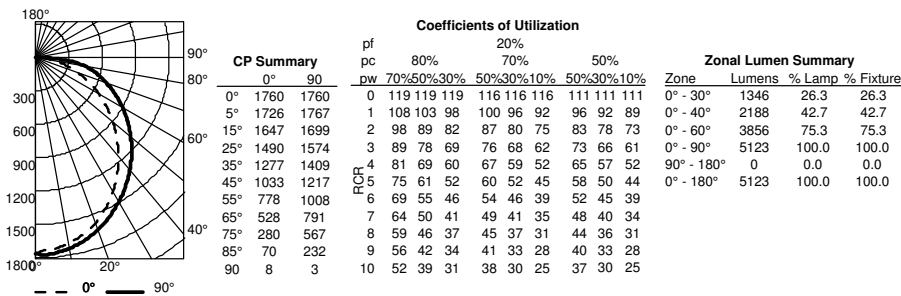 180°
90°
80°
60°
40°
20°
0°
300
600
900
1200
1500
1800
0° 90°
CP Summary
0° 90
0° 1760 1760
5° 1726 1767
15° 1647 1699
25° 1490 1574
35° 1277 1409
45° 1033 1217
55° 778 1008
65° 528 791
75° 280 567
85° 70 232
90 8 3
Coefficients of Utilization
pf 20%
pc 80% 70% 50%
pw 70%50%30% 50%30%10% 50%30%10%
RCR
0 119 119 119 116 116 116 111 111 111
1 108 103 98 100 96 92 96 92 89
2 98 89 82 87 80 75 83 78 73
3 89 78 69 76 68 62 73 66 61
4 81 69 60 67 59 52 65 57 52
5 75 61 52 60 52 45 58 50 44
6 69 55 46 54 46 39 52 45 39
7 64 50 41 49 41 35 48 40 34
8 59 46 37 45 37 31 44 36 31
9 56 42 34 41 33 28 40 33 28
10 52 39 31 38 30 25 37 30 25
Zonal Lumen Summary
Zone Lumens % Lamp % Fixture
0° - 30° 1346 26.3 26.3
0° - 40° 2188 42.7 42.7
0° - 60° 3856 75.3 75.3
0° - 90° 5123 100.0 100.0
90° - 180° 0 0.0 0.0
0° - 180° 5123 100.0 100.0